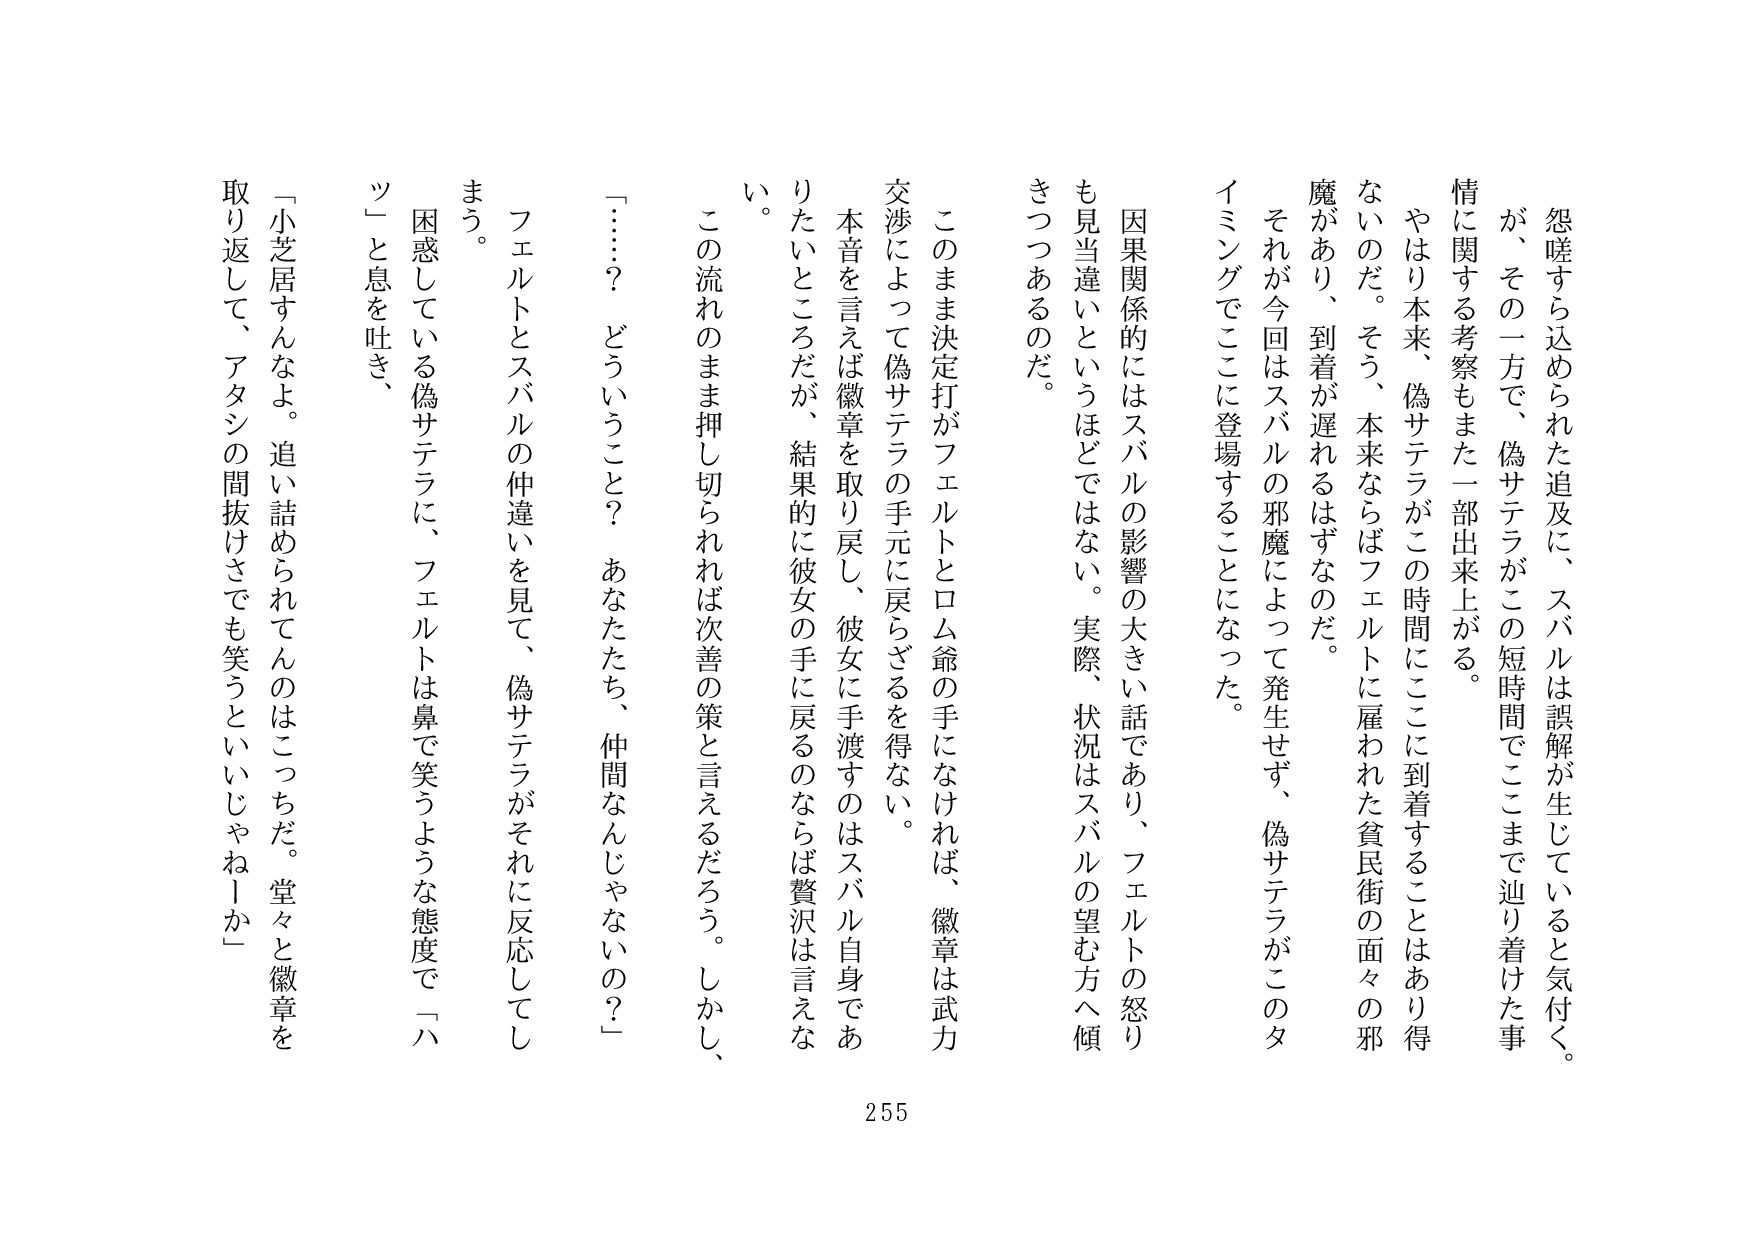 怨嗟すら込められた追及に、スバルは誤解が生じていると気付く。
が、その一方で、偽サテラがこの短時間でここまで辿り着けた事
情に関する考察もまた一部出来上がる。
やはり本来、偽サテラがこの時間にここに到着することはあり得
ないのだ。そう、本来ならばフェルトに雇われた貧民街の面々の邪
魔があり、到着が遅れるはずなのだ。
それが今回はスバルの邪魔によって発生せず、偽サテラがこのタ
イミングでここに登場することになった。
因果関係的にはスバルの影響の大きい話であり、フェルトの怒り
も見当違いというほどではない。実際、状況はスバルの望む方へ傾
きつつあるのだ。
このまま決定打がフェルトとロム爺の手になければ、徽章は武力
交渉によって偽サテラの手元に戻らざるを得ない。
本音を言えば徽章を取り戻し、彼女に手渡すのはスバル自身であ
りたいところだが、結果的に彼女の手に戻るのならば贅沢は言えな
い。
この流れのまま押し切られれば次善の策と言えるだろう。しかし、
「……？　どういうこと？　あなたたち、仲間なんじゃないの？」
フェルトとスバルの仲違いを見て、偽サテラがそれに反応してし
まう。
困惑している偽サテラに、フェルトは鼻で笑うような態度で「ハ
ッ」と息を吐き、
「小芝居すんなよ。追い詰められてんのはこっちだ。堂々と徽章を
取り返して、アタシの間抜けさでも笑うといいじゃねーか」
255